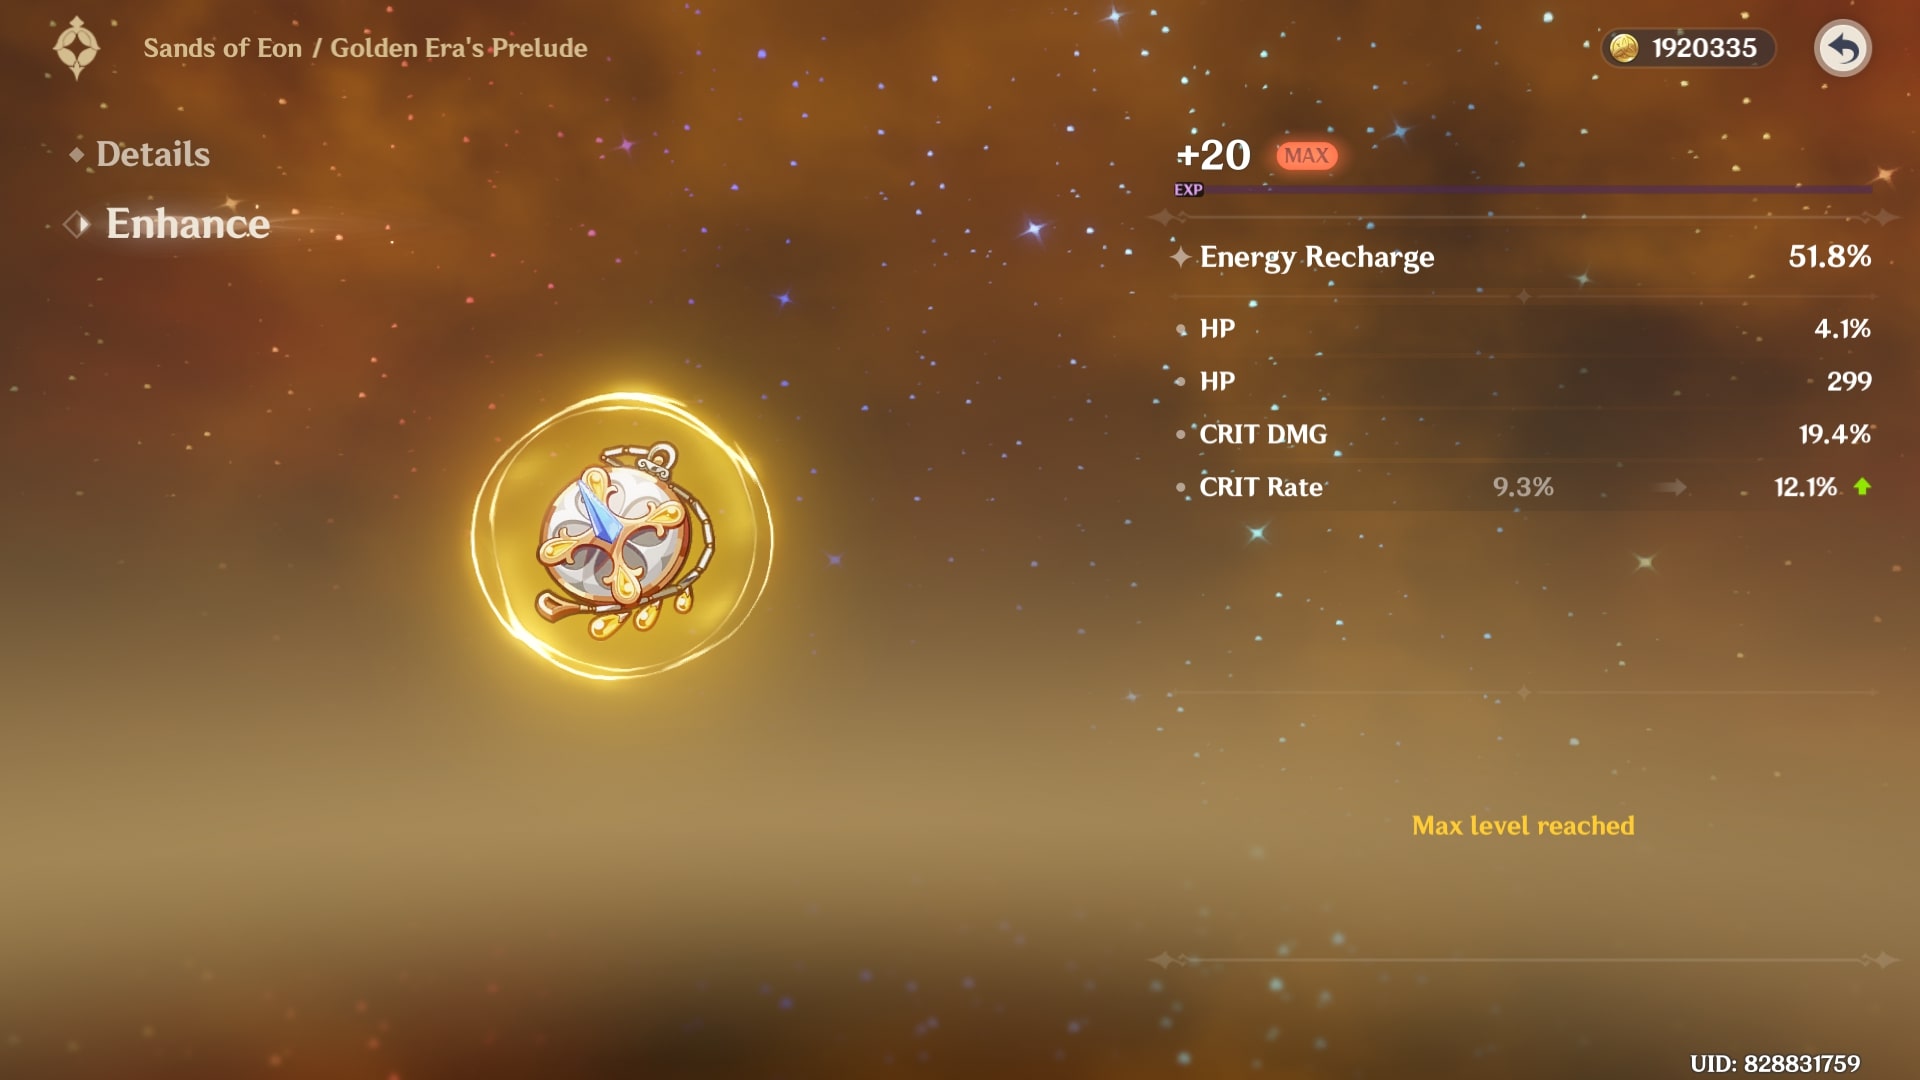 Sands of Eon / Golden Era's Prelude
1920335
Details
Enhance
+20 MAX
EXP
Energy Recharge 51.8%
HP 4.1%
HP 299
CRIT DMG 19.4%
CRIT Rate 9.3% 12.1%
Max level reached
UID: 828831759